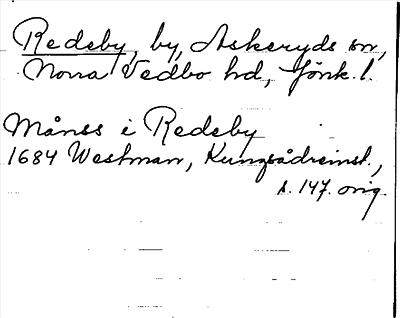 Redeby, by, Askeryds sn,
Norra Vedbo hd, Jönk. l.
Månss i Redeby
1684 Westman, Kungsådreinst.,
s. 147. orig.